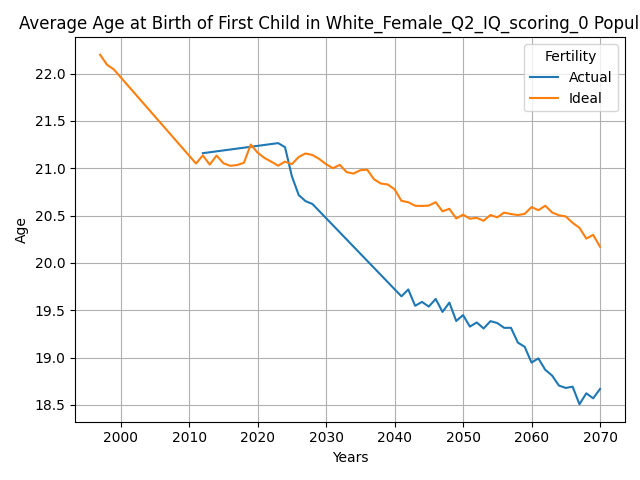 Average Age at Birth of First Child in White_Female_Q2_IQ_scoring_0 Popul
Fertility
Actual
Ideal
22.0
21.5
21.0
20.5
20.0
19.5
19.0
18.5
Age
2000
2010
2020
2030
2040
2050
2060
2070
Years